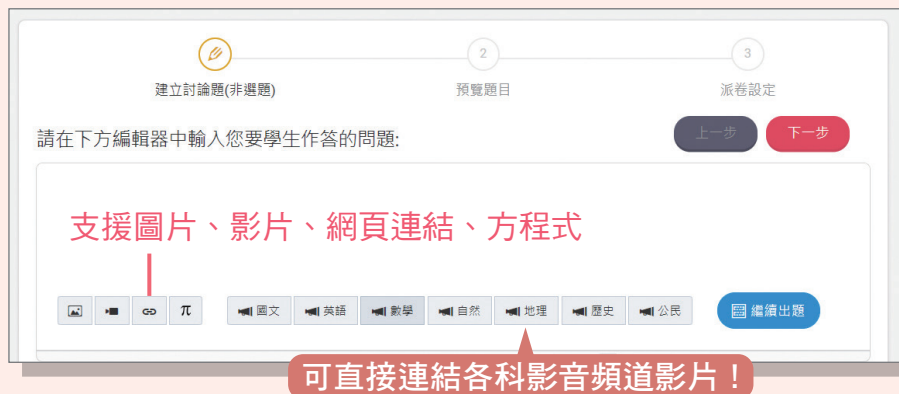 2 3
建立討論題(非選題) 預覽題目 派卷設定
請在下方編輯器中輸入您要學生作答的問題: 上一步 下一步
支援圖片、影片、網頁連結、方程式
π 國文 英語 數學 自然 地理 歷史 公民 繼續出題
可直接連結各科影音頻道影片！